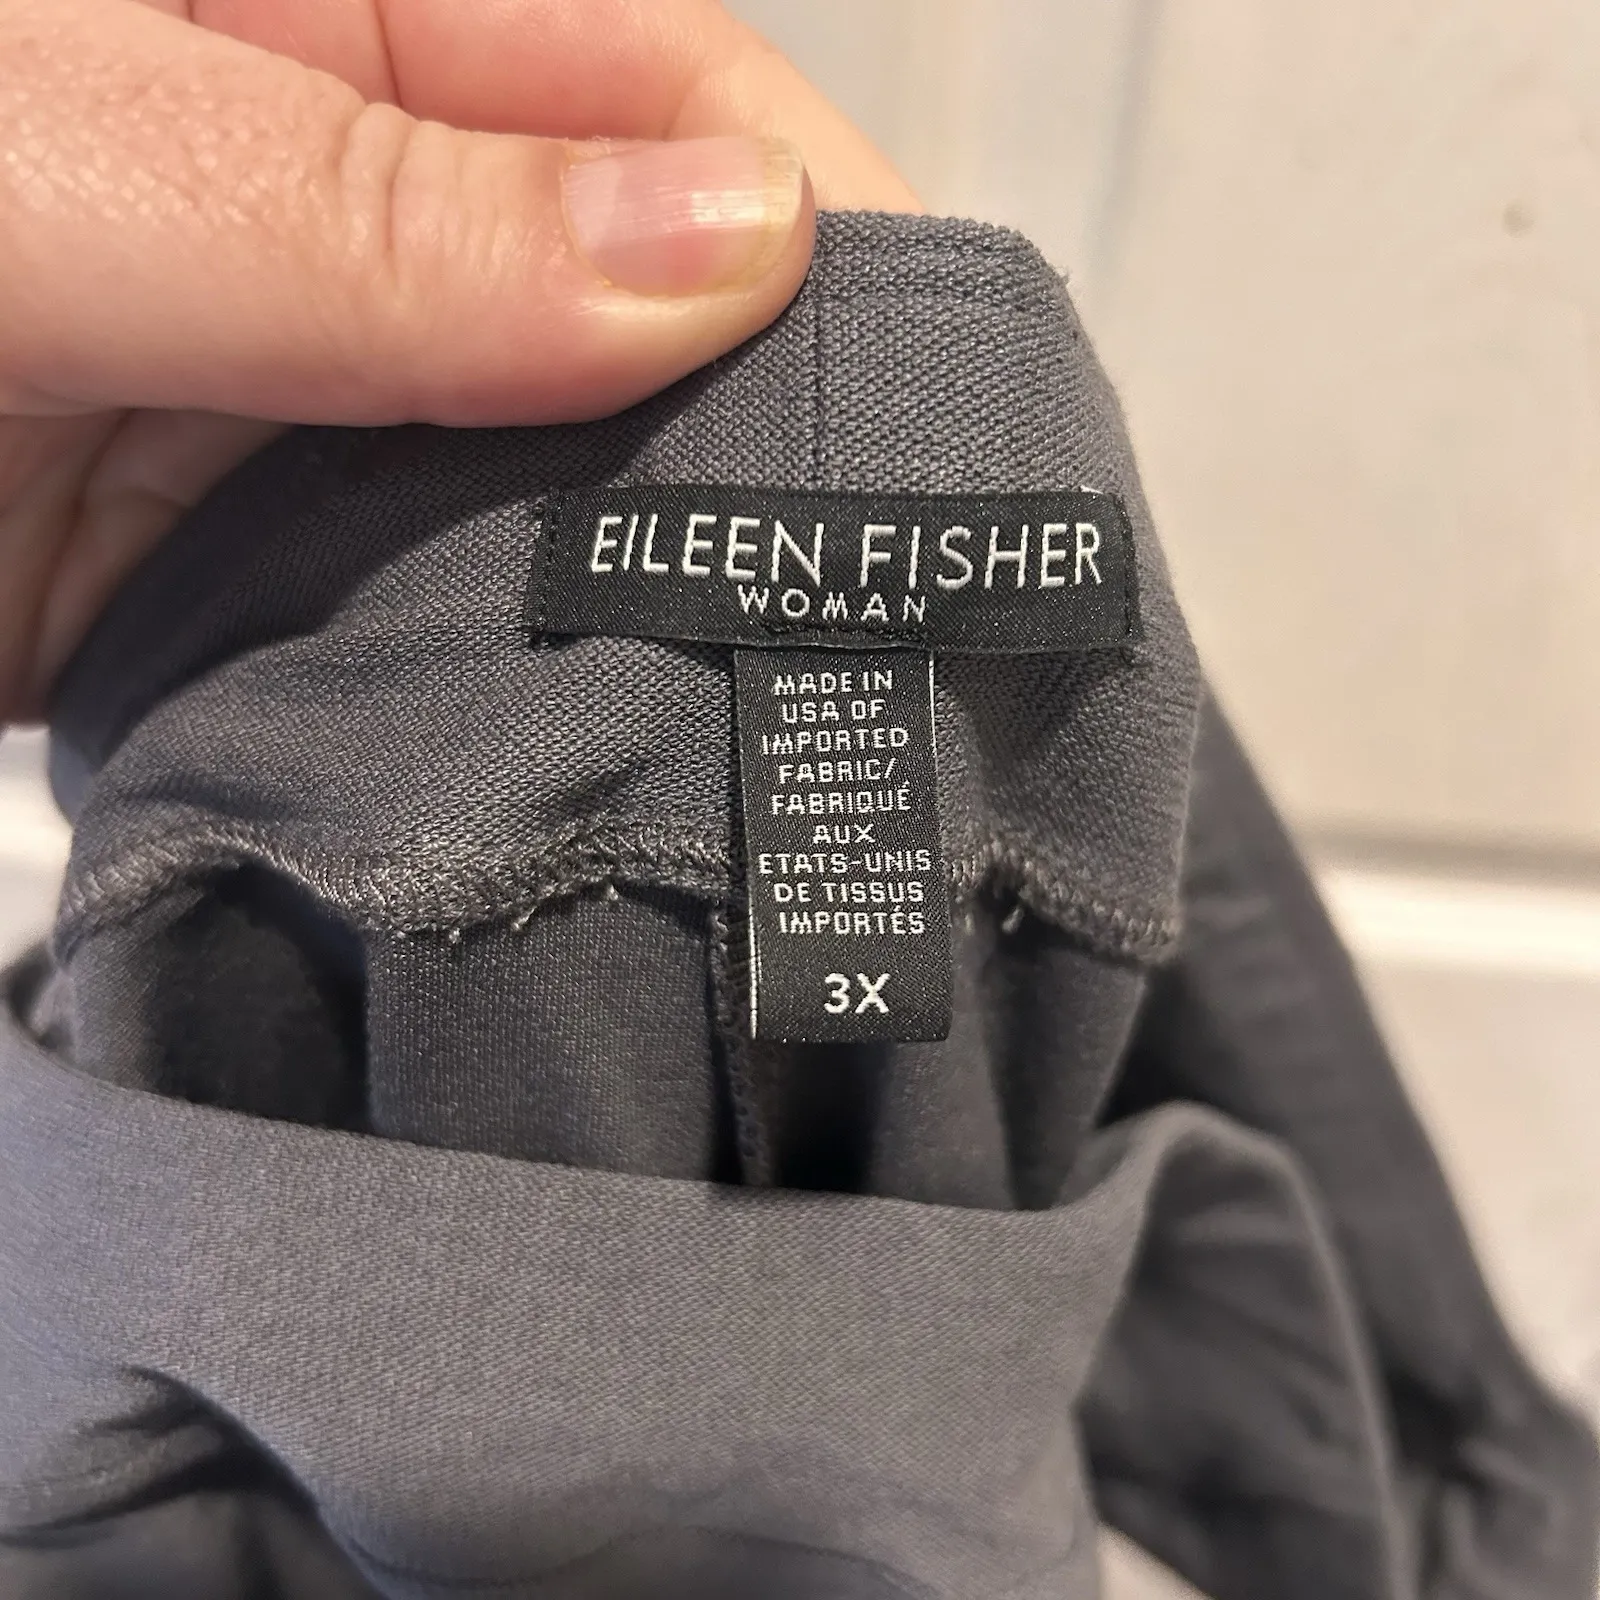 EILEEN FISHER
WOMAN
MADE IN
USA OF
IMPORTED
FABRIC/
FABRIQUÉ
AUX
ETATS-UNIS
DE TISSUS
IMPORTÉS
3X